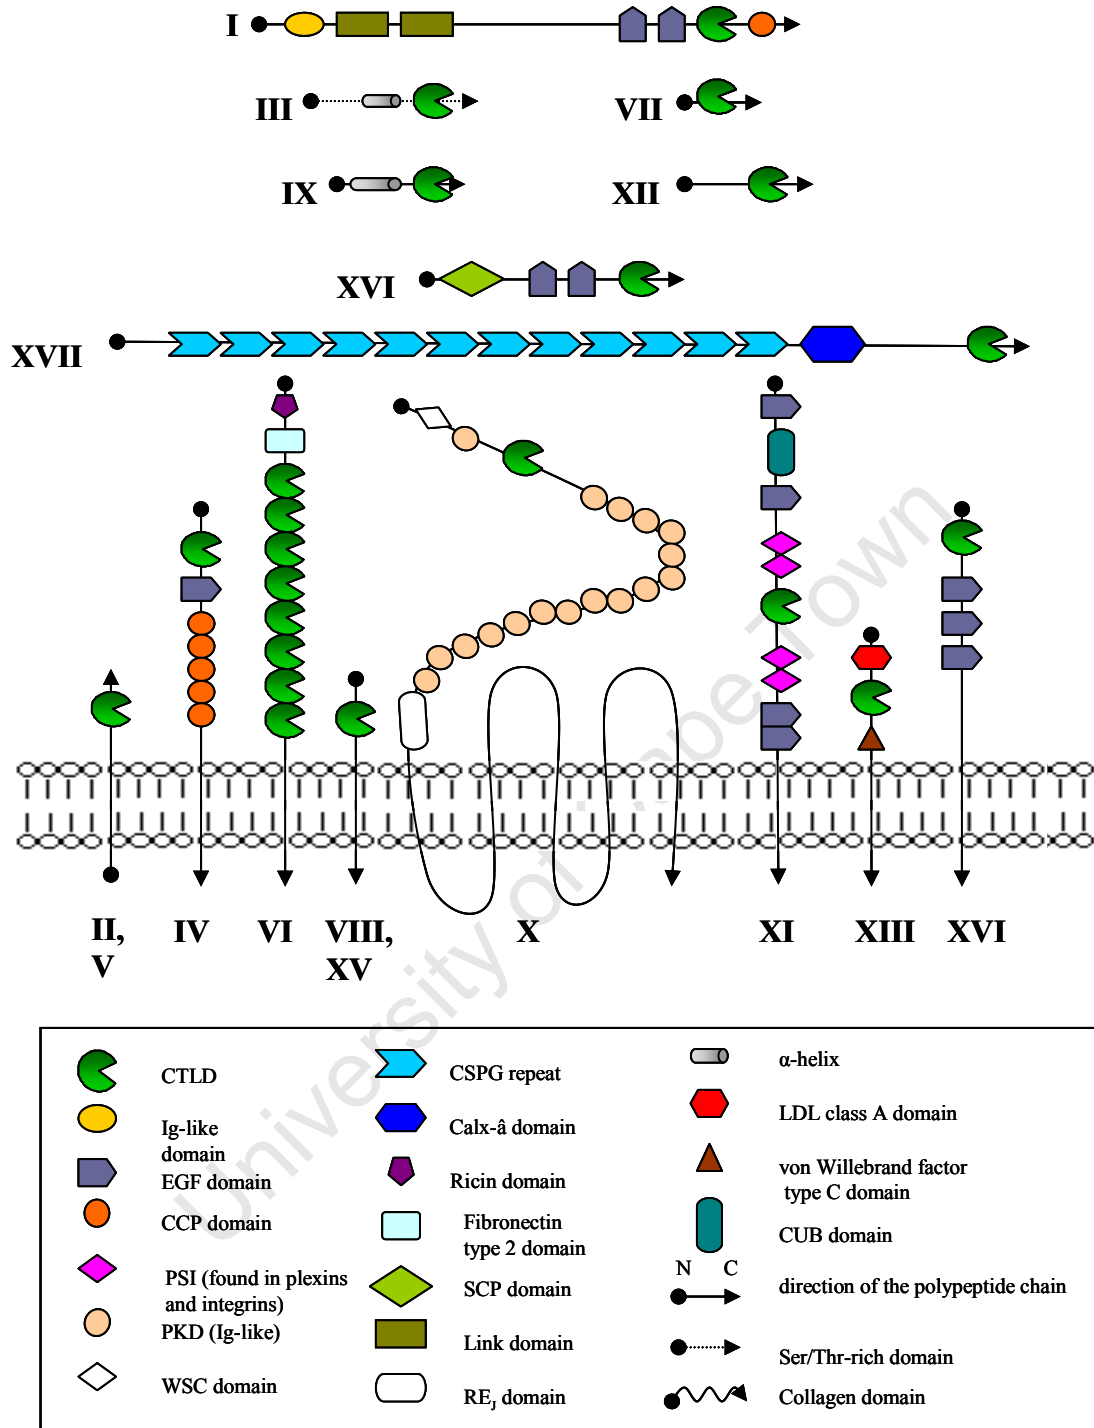 I
III
VII
IX
XII
XVI
XVII
II,
V
IV
VI
VIII,
XV
X
XI
XIII
XVI
CTLD
Ig-like
domain
EGF domain
CCP domain
PSI (found in plexins
and integrins)
PKD (Ig-like)
WSC domain
CSPG repeat
Calx-â domain
Ricin domain
Fibronectin
type 2 domain
SCP domain
Link domain
REJ domain
α-helix
LDL class A domain
von Willebrand factor
type C domain
CUB domain
N C
direction of the polypeptide chain
Ser/Thr-rich domain
Collagen domain
University of Cape Town